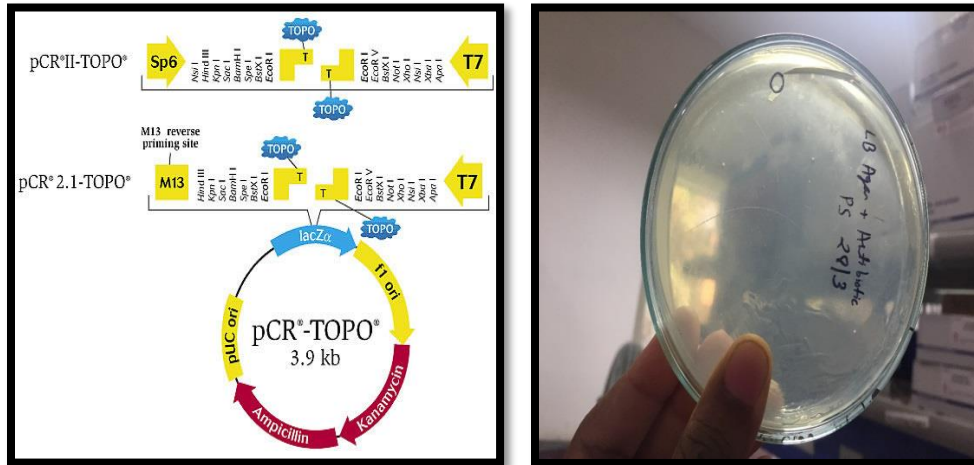 TOPO
pCR®II-TOPO®
Sp6
Nsi I
Hind III
Kpn I
Sac I
BamH I
Spe I
BstX I
EcoR I
T
T
EcoR I
EcoR V
BstX I
Not I
Xho I
Nsi I
Xba I
Apa I
T7
TOPO
M13 reverse
priming site
TOPO
pCR® 2.1-TOPO®
M13
Hind III
Kpn I
Sac I
BamH I
Spe I
BstX I
EcoR I
T
T
EcoR I
EcoR V
BstX I
Not I
Xho I
Nsi I
Xba I
Apa I
T7
TOPO
lacZα
f1 ori
pUC ori
pCR®-TOPO®
3.9 kb
Kanamycin
Ampicillin
LB Agar + Antibiotic
PS 28/3